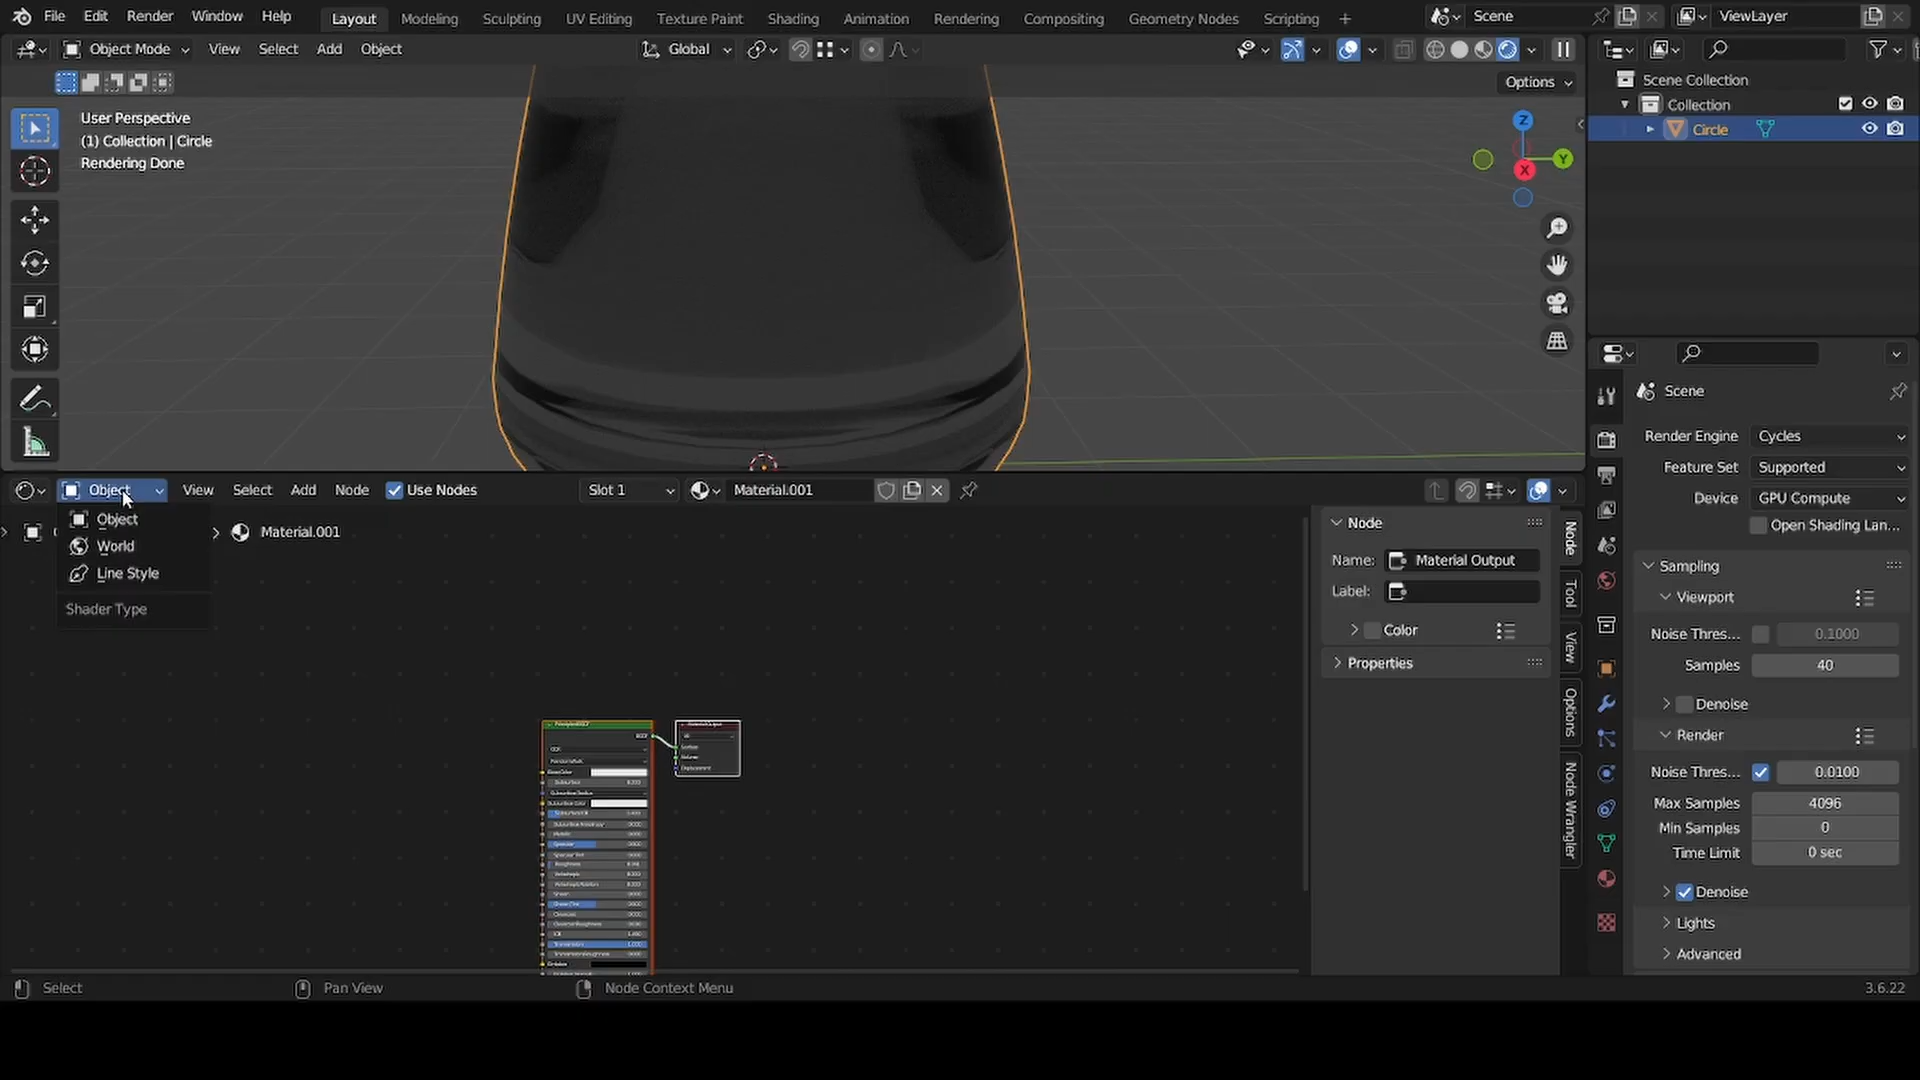 File Edit Render Window Help Layout Modeling Sculpting UV Editing Texture Paint Shading Animation Rendering Compositing Geometry Nodes Scripting + Scene ViewLayer
Object Mode View Select Add Object Global
Options
User Perspective
(1) Collection | Circle
Rendering Done
Z
Y
X
Scene Collection
Collection
Circle
Object View Select Add Node Use Nodes Slot 1 Material.001
Object
World
Line Style
Shader Type
Material.001
Node
Name: Material Output
Label:
Color
Properties
Node
Tool
View
Options
Node Wrangler
Scene
Render Engine Cycles
Feature Set Supported
Device GPU Compute
Open Shading Lan...
Sampling
Viewport
Noise Thres... 0.1000
Samples 40
Denoise
Render
Noise Thres... 0.0100
Max Samples 4096
Min Samples 0
Time Limit 0 sec
Denoise
Lights
Advanced
Select Pan View Node Context Menu 3.6.22